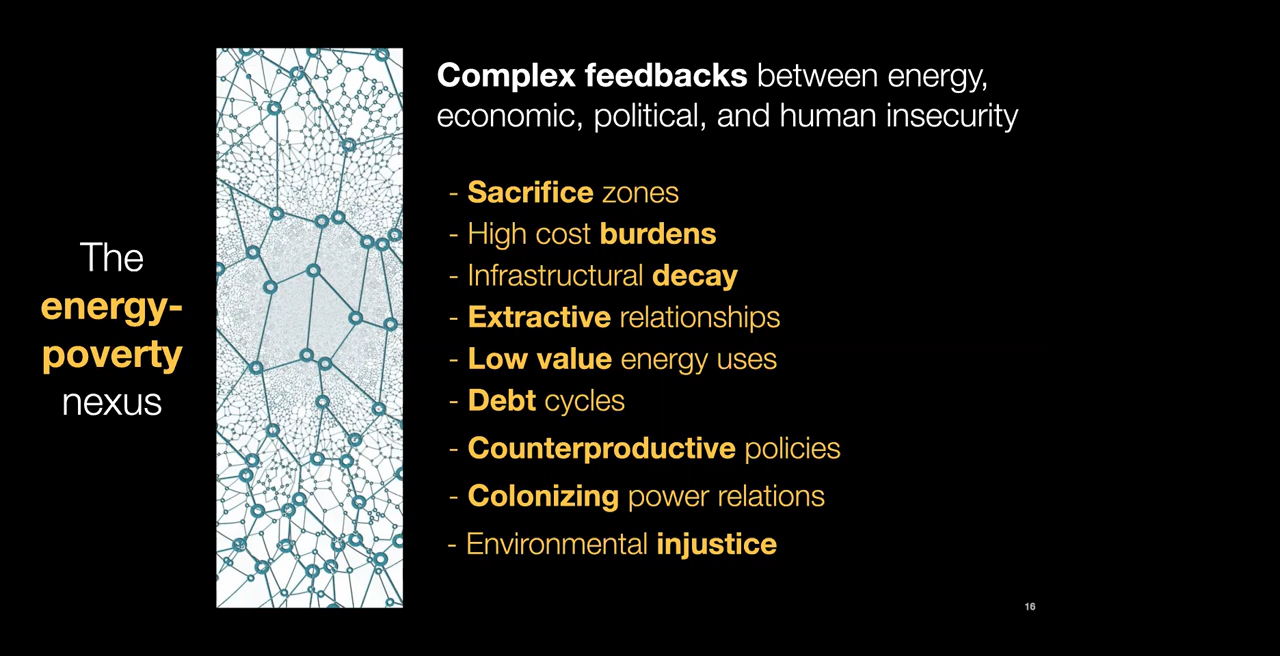 The
energy-
poverty
nexus
Complex feedbacks between energy,
economic, political, and human insecurity
- Sacrifice zones
- High cost burdens
- Infrastructural decay
- Extractive relationships
- Low value energy uses
- Debt cycles
- Counterproductive policies
- Colonizing power relations
- Environmental injustice
16